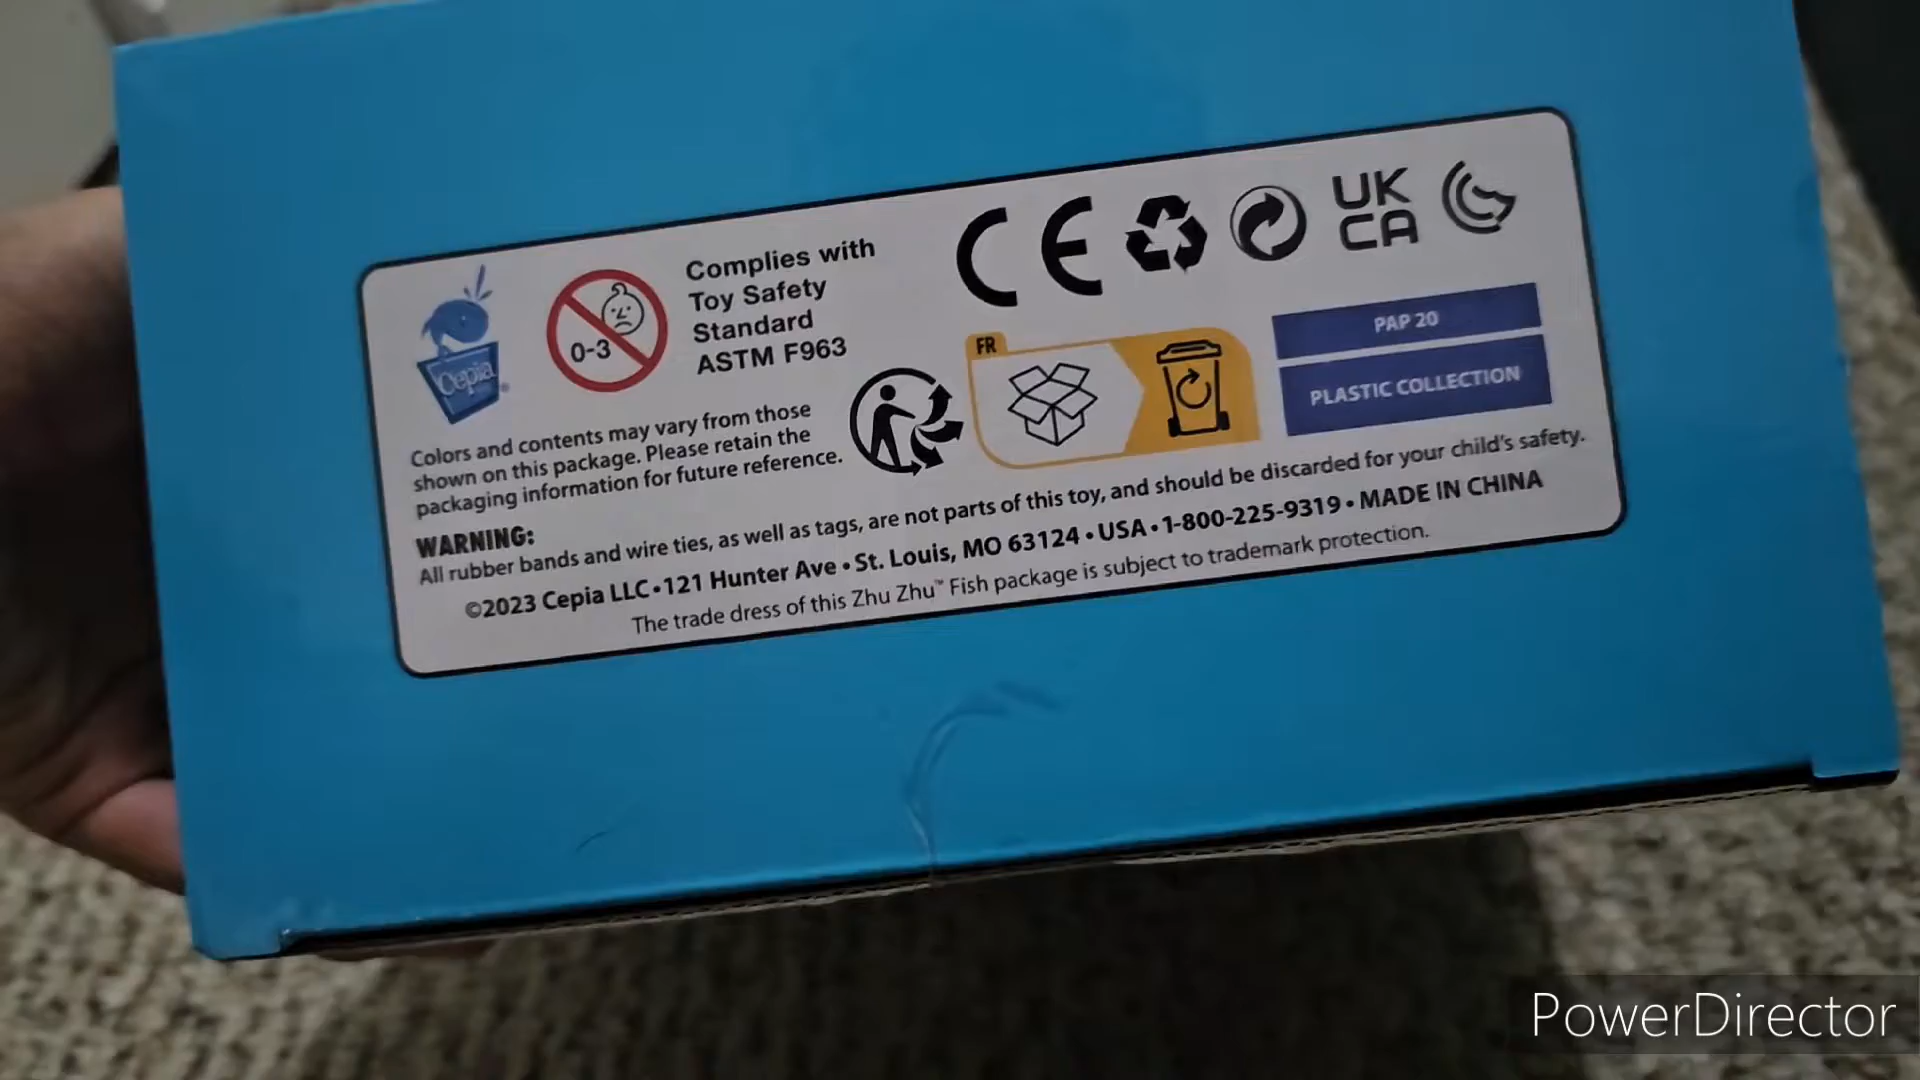 Cepia
0-3
Complies with
Toy Safety
Standard
ASTM F963
CE
UK
CA
FR
PAP 20
PLASTIC COLLECTION
Colors and contents may vary from those
shown on this package. Please retain the
packaging information for future reference.
WARNING:
All rubber bands and wire ties, as well as tags, are not parts of this toy, and should be discarded for your child's safety.
©2023 Cepia LLC • 121 Hunter Ave • St. Louis, MO 63124 • USA • 1-800-225-9319 • MADE IN CHINA
The trade dress of this Zhu Zhu™ Fish package is subject to trademark protection.
PowerDirector